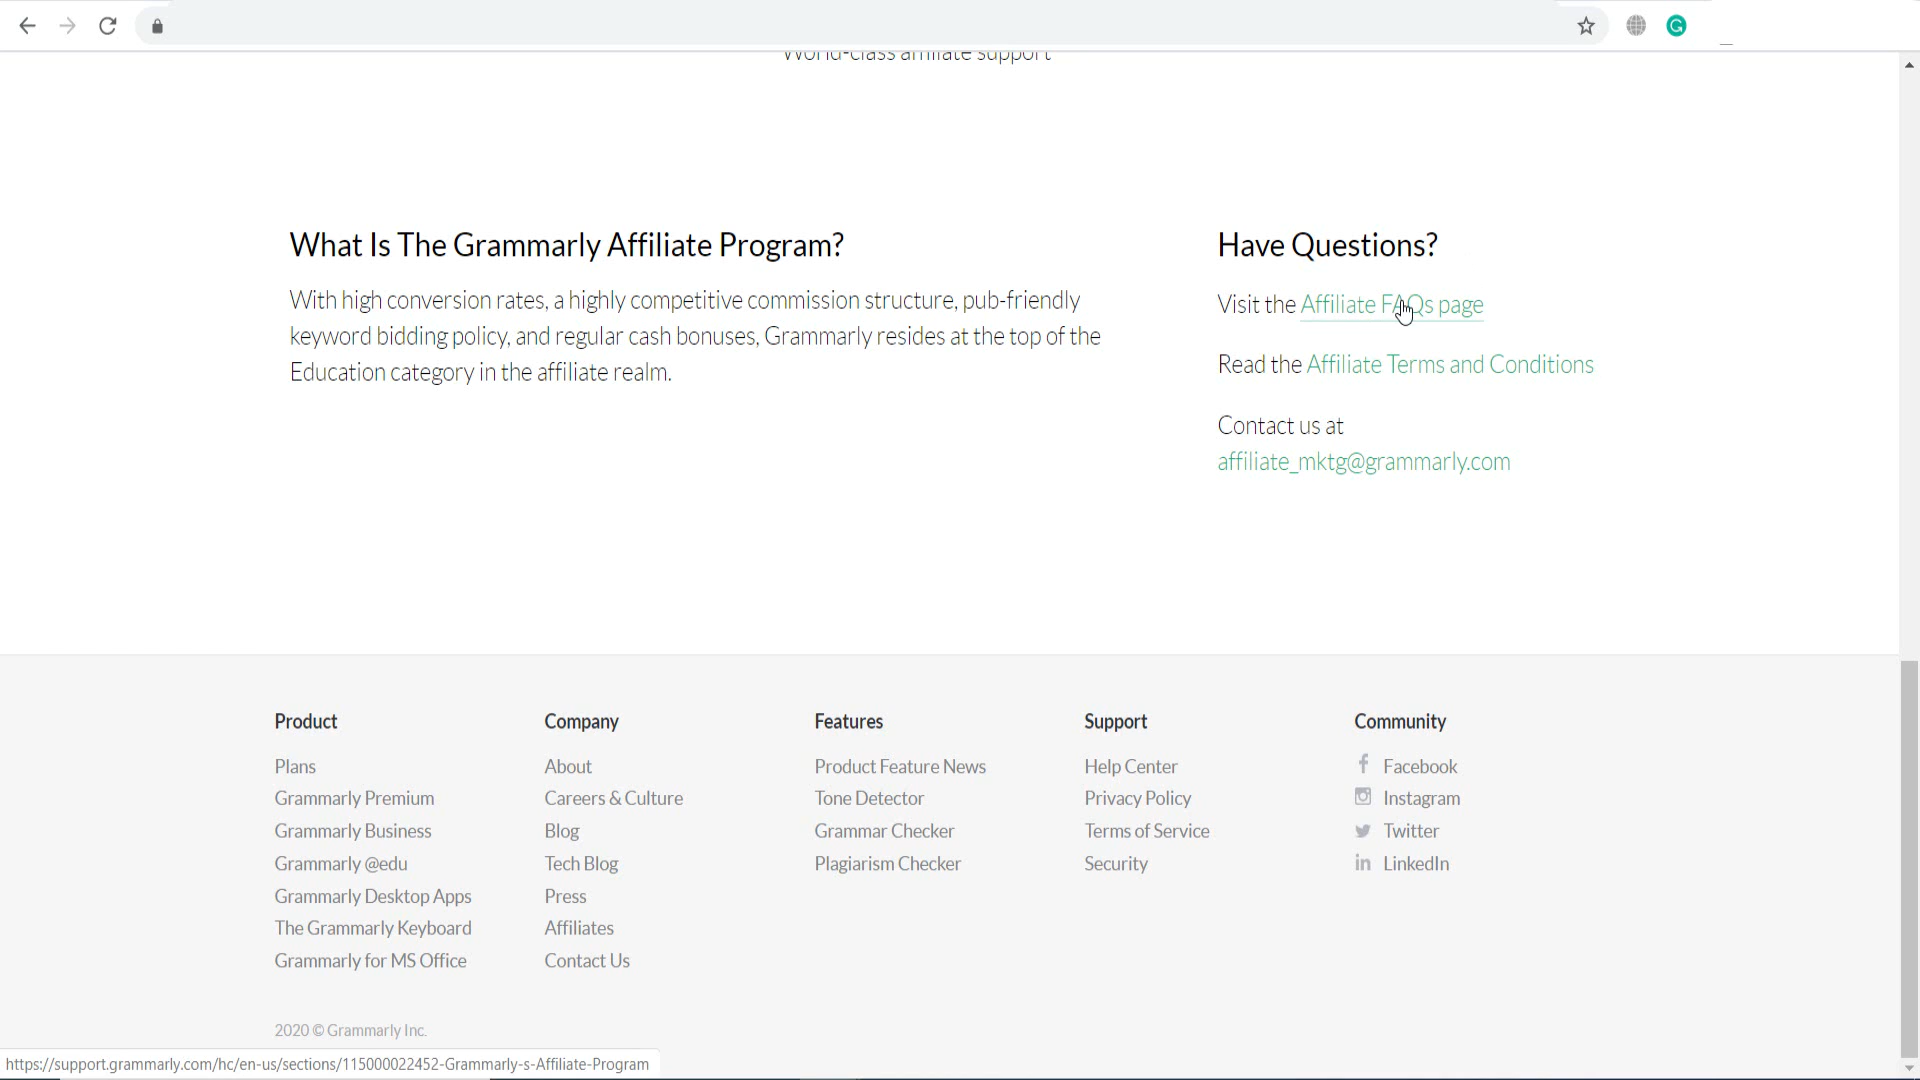 World-class affiliate support
What Is The Grammarly Affiliate Program?
With high conversion rates, a highly competitive commission structure, pub-friendly
keyword bidding policy, and regular cash bonuses, Grammarly resides at the top of the
Education category in the affiliate realm.
Have Questions?
Visit the Affiliate FAQs page
Read the Affiliate Terms and Conditions
Contact us at
affiliate_mktg@grammarly.com
Product
Plans
Grammarly Premium
Grammarly Business
Grammarly @edu
Grammarly Desktop Apps
The Grammarly Keyboard
Grammarly for MS Office
Company
About
Careers & Culture
Blog
Tech Blog
Press
Affiliates
Contact Us
Features
Product Feature News
Tone Detector
Grammar Checker
Plagiarism Checker
Support
Help Center
Privacy Policy
Terms of Service
Security
Community
Facebook
Instagram
Twitter
LinkedIn
2020 © Grammarly Inc.
https://support.grammarly.com/hc/en-us/sections/115000022452-Grammarly-s-Affiliate-Program